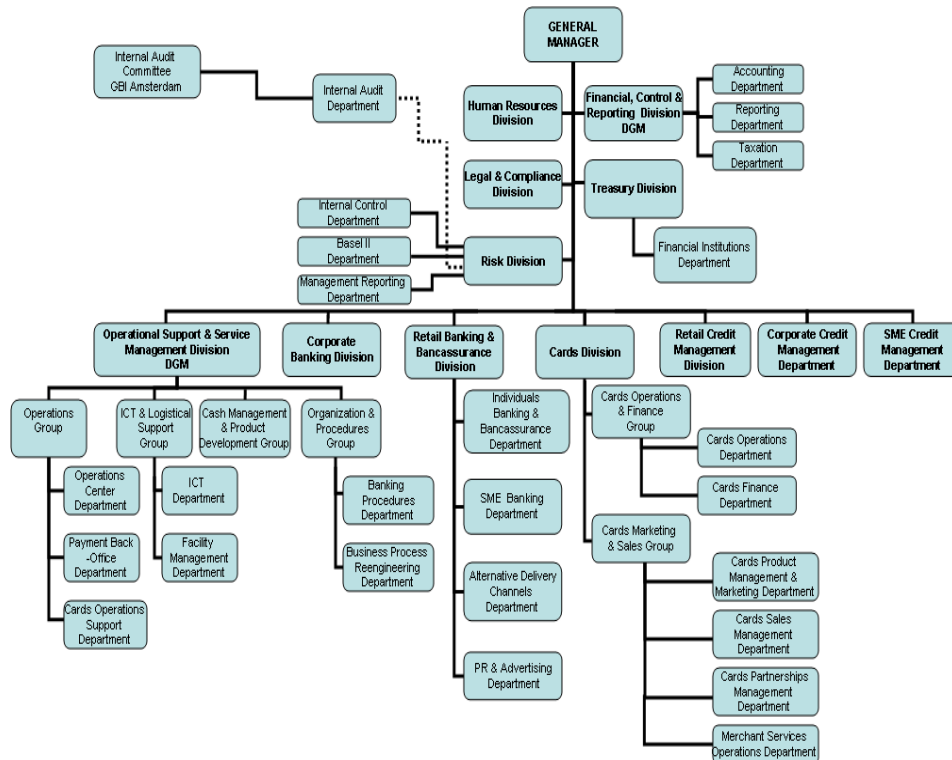 GENERAL
MANAGER
Internal Audit
Committee
GBI Amsterdam
Internal Audit
Department
Human Resources
Division
Financial, Control &
Reporting Division
DGM
Accounting
Department
Reporting
Department
Taxation
Department
Legal & Compliance
Division
Treasury Division
Financial Institutions
Department
Internal Control
Department
Basel II
Department
Management Reporting
Department
Risk Division
Operational Support & Service
Management Division
DGM
Corporate
Banking Division
Retail Banking &
Bancassurance
Division
Cards Division
Retail Credit
Management
Division
Corporate Credit
Management
Department
SME Credit
Management
Department
Operations
Group
ICT & Logistical
Support Group
Cash Management
& Product
Development Group
Organization &
Procedures Group
Operations
Center
Department
Payment Back
-Office
Department
Cards Operations
Support
Department
ICT
Department
Facility
Management
Department
Banking
Procedures
Department
Business Process
Reengineering
Department
Individuals
Banking &
Bancassurance
Department
SME Banking
Department
Alternative Delivery
Channels
Department
PR & Advertising
Department
Cards Operations
& Finance
Group
Cards Operations
Department
Cards Finance
Department
Cards Marketing
& Sales Group
Cards Product
Management &
Marketing Department
Cards Sales
Management
Department
Cards Partnerships
Management
Department
Merchant Services
Operations Department